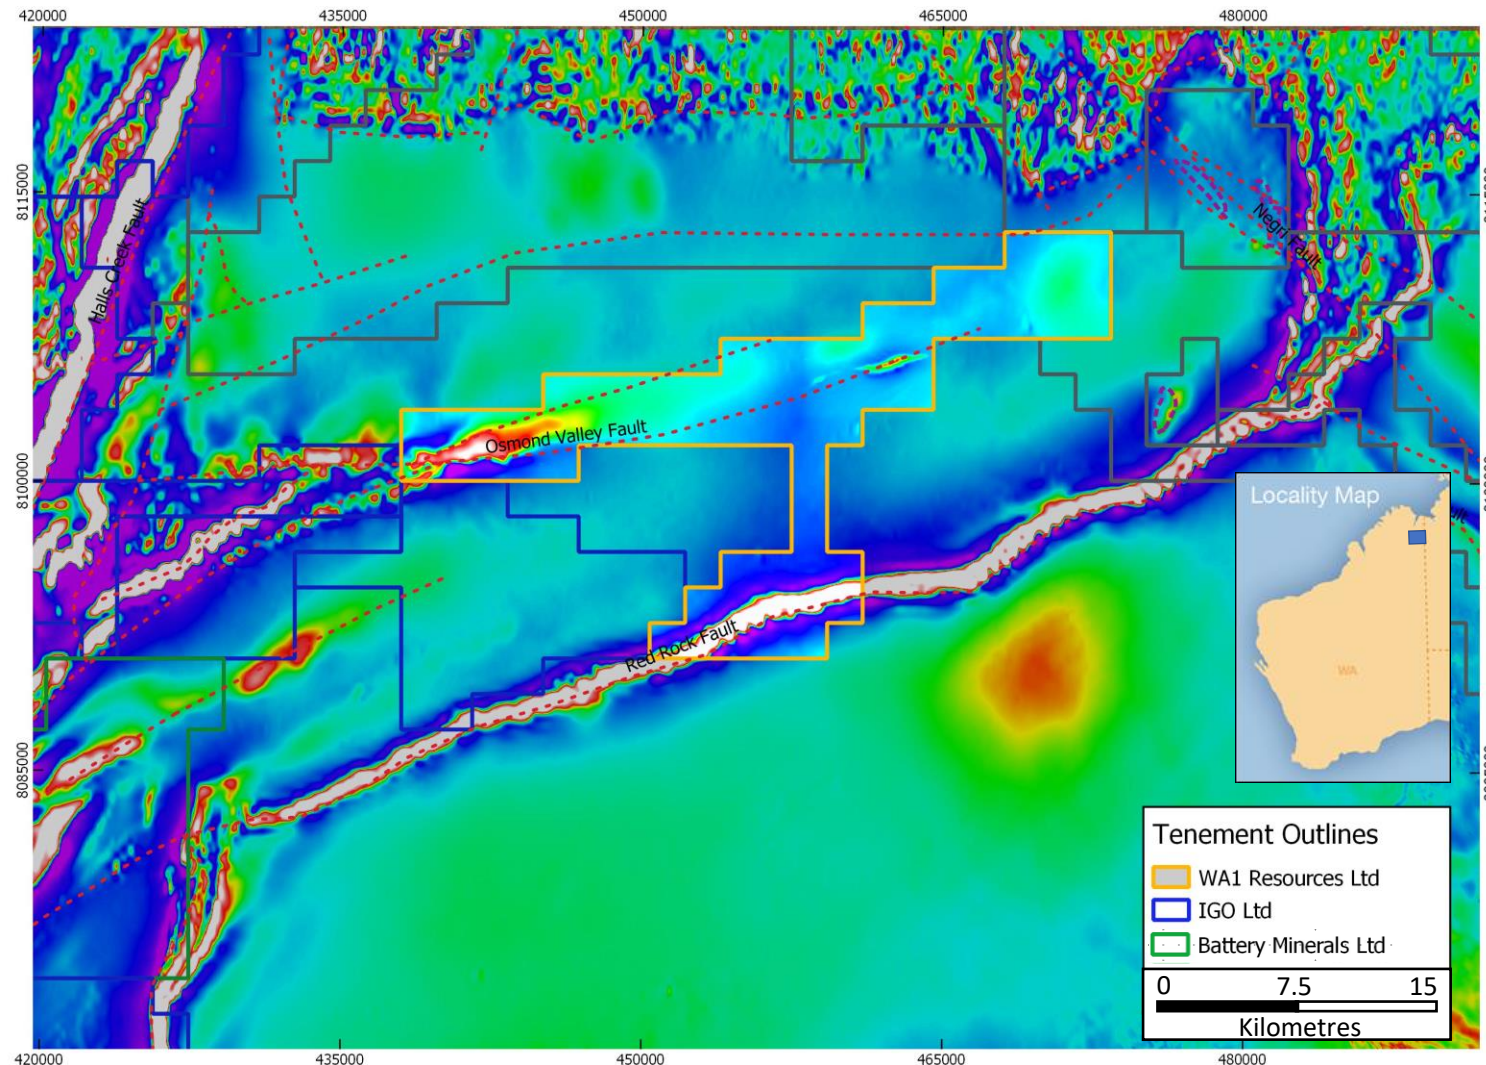 420000
435000
450000
465000
480000
8115000
Halls Creek Fault
Negri Fault
Osmond Valley Fault
8100000
Locality Map
WA
Red Rock Fault
8085000
Tenement Outlines
WA1 Resources Ltd
IGO Ltd
Battery Minerals Ltd
0 7.5 15
Kilometres
420000
435000
450000
465000
480000